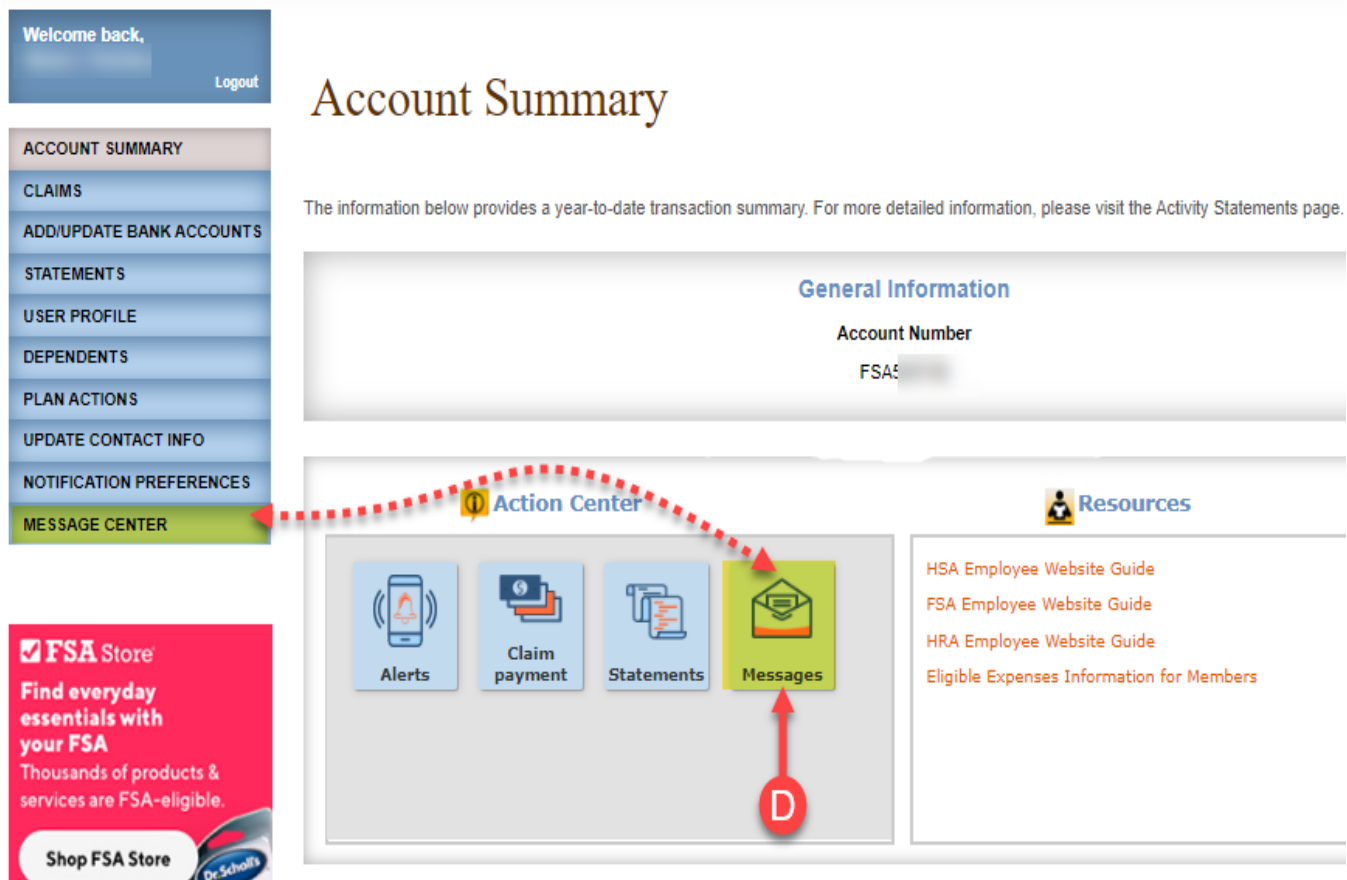 Welcome back,
Logout
ACCOUNT SUMMARY
CLAIMS
ADD/UPDATE BANK ACCOUNTS
STATEMENTS
USER PROFILE
DEPENDENTS
PLAN ACTIONS
UPDATE CONTACT INFO
NOTIFICATION PREFERENCES
MESSAGE CENTER
FSA Store
Find everyday
essentials with
your FSA
Thousands of products &
services are FSA-eligible.
Shop FSA Store
Dr.Scholl's
Account Summary
The information below provides a year-to-date transaction summary. For more detailed information, please visit the Activity Statements page.
General Information
Account Number
FSA5
Action Center
Alerts
Claim
payment
Statements
Messages
D
Resources
HSA Employee Website Guide
FSA Employee Website Guide
HRA Employee Website Guide
Eligible Expenses Information for Members